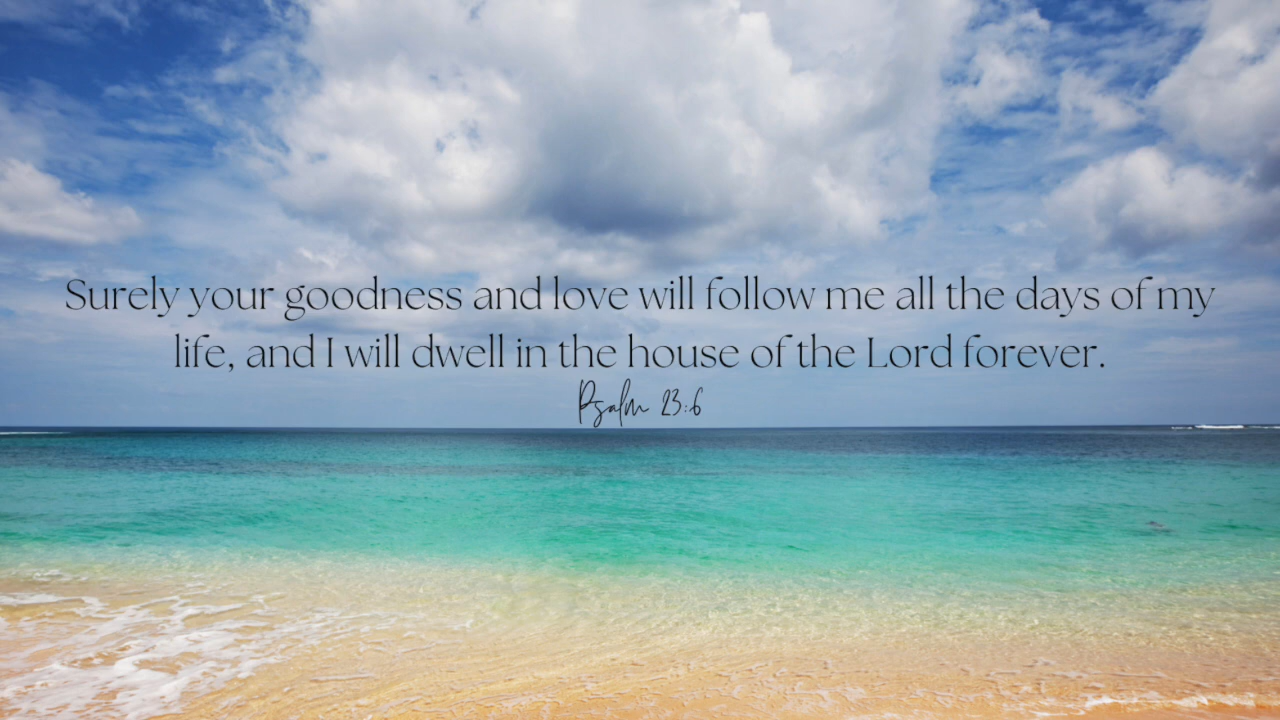 Surely your goodness and love will follow me all the days of my
life, and I will dwell in the house of the Lord forever.
Psalm 23:6